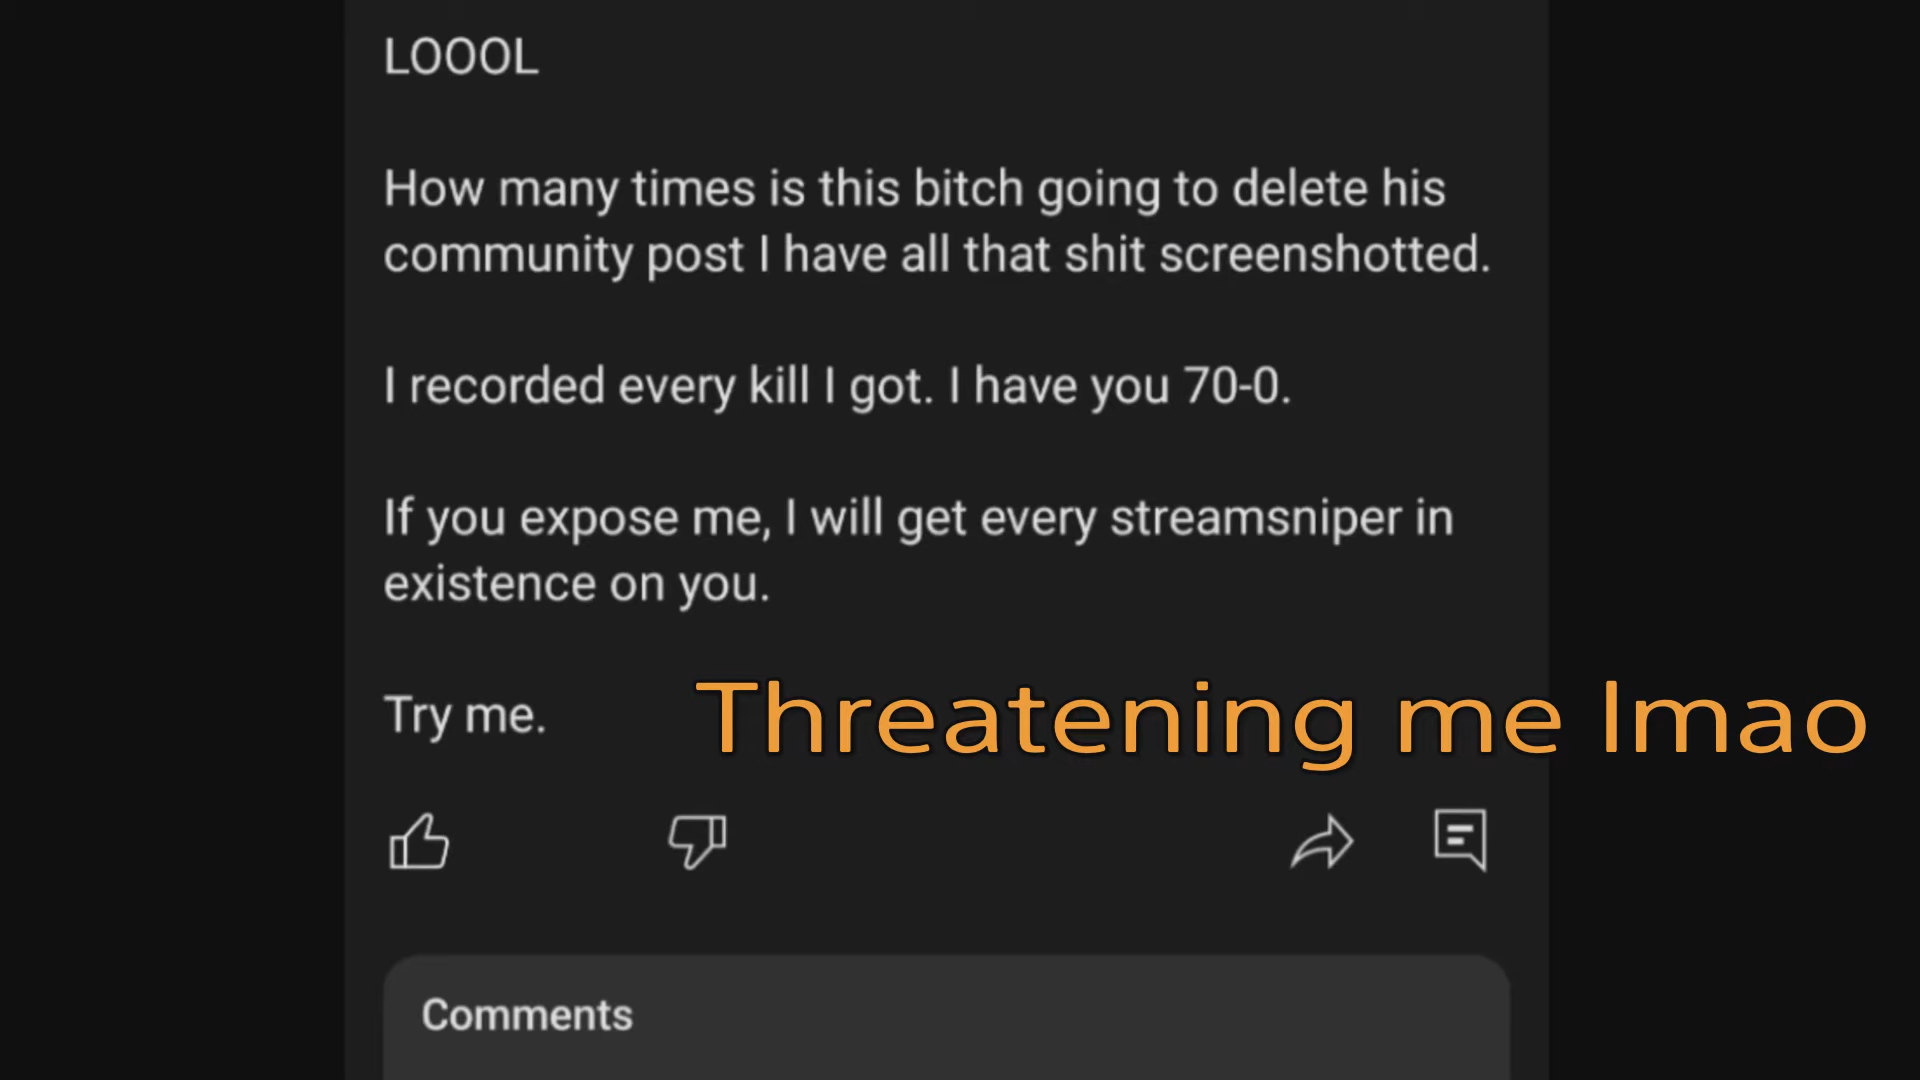 LOOOL
How many times is this bitch going to delete his
community post I have all that shit screenshotted.
I recorded every kill I got. I have you 70-0.
If you expose me, I will get every streamsniper in
existence on you.
Try me.
Threatening me lmao
Comments